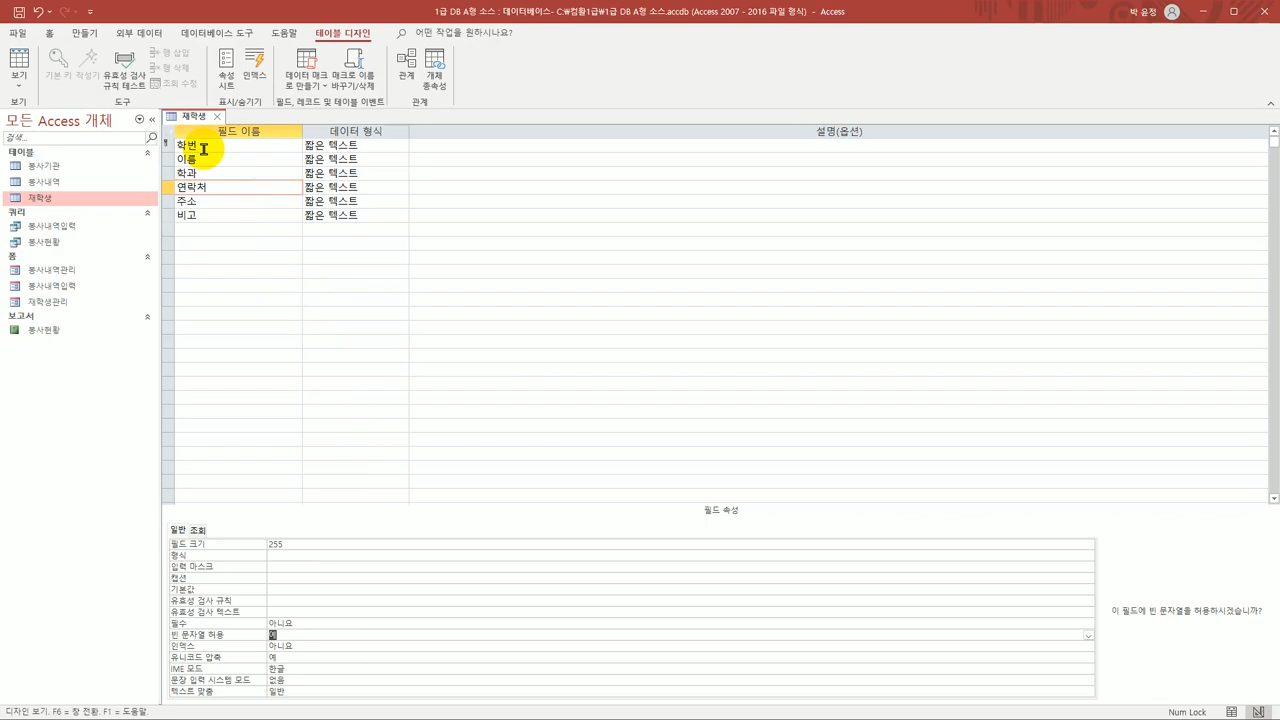 1급 DB A형 소스 : 데이터베이스- C:₩컴활1급₩1급 DB A형 소스.accdb (Access 2007 - 2016 파일 형식) - Access
박 윤정
파일 홈 만들기 외부 데이터 데이터베이스 도구 도움말 테이블 디자인 어떤 작업을 원하시나요?
보기
기본 키
작성기
유효성 검사
규칙 테스트
행 삽입
행 삭제
조회 수정
속성
시트
인덱스
데이터 매크
로 만들기
매크로 이름
바꾸기/삭제
관계
개체
종속성
보기 도구 표시/숨기기 필드, 레코드 및 테이블 이벤트 관계
모든 Access 개체
검색...
테이블
봉사기관
봉사내역
재학생
쿼리
봉사내역입력
봉사현황
폼
봉사내역관리
봉사내역입력
재학생관리
보고서
봉사현황
재학생
필드 이름 데이터 형식 설명(옵션)
학번 짧은 텍스트
이름 짧은 텍스트
학과 짧은 텍스트
연락처 짧은 텍스트
주소 짧은 텍스트
비고 짧은 텍스트
필드 속성
일반 조회
필드 크기 255
형식
입력 마스크
캡션
기본값
유효성 검사 규칙
유효성 검사 텍스트
필수 아니요
빈 문자열 허용 예
인덱스 아니요
유니코드 압축 예
IME 모드 한글
문장 입력 시스템 모드 없음
텍스트 맞춤 일반
이 필드에 빈 문자열을 허용하시겠습니까?
디자인 보기. F6 = 창 전환. F1 = 도움말.
Num Lock